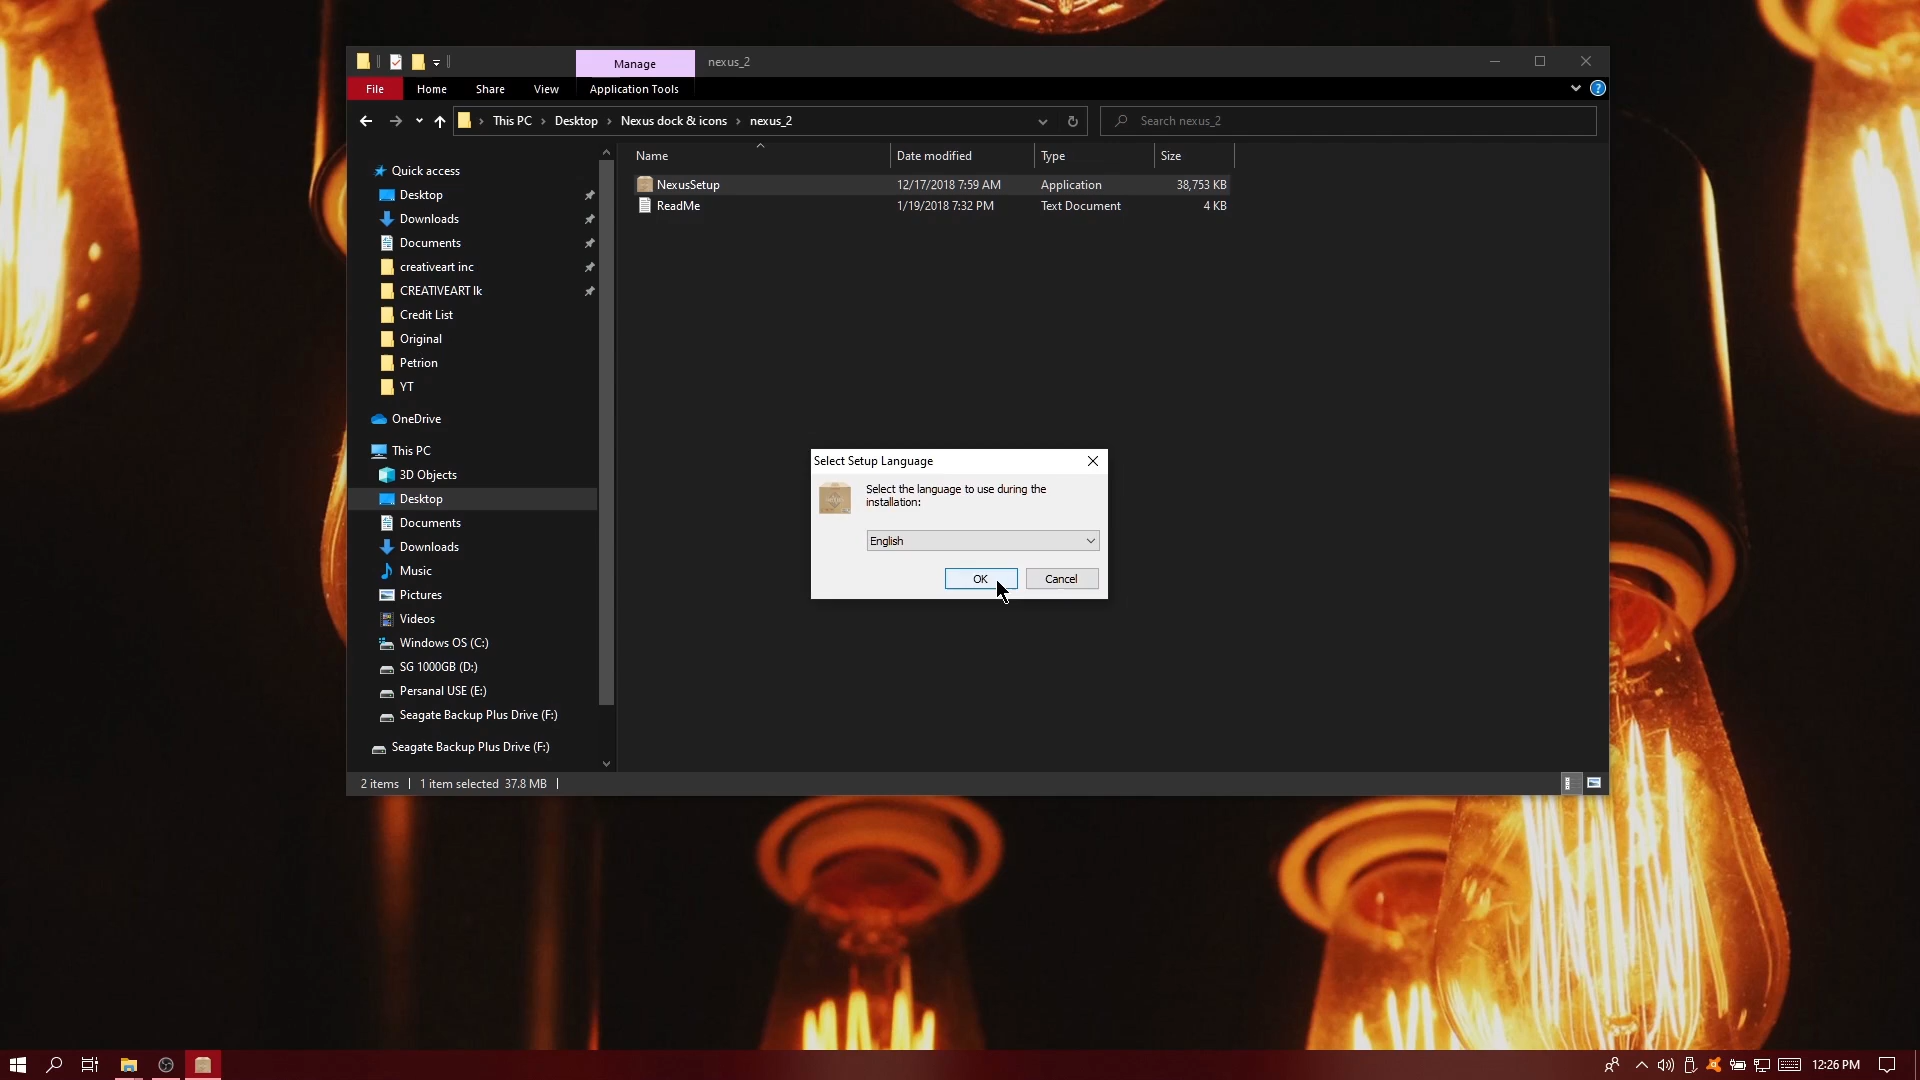 Manage
nexus_2
File
Home
Share
View
Application Tools
This PC
Desktop
Nexus dock & icons
nexus_2
Search nexus_2
Name
Date modified
Type
Size
NexusSetup
12/17/2018 7:59 AM
Application
38,753 KB
ReadMe
1/19/2018 7:32 PM
Text Document
4 KB
Quick access
Desktop
Downloads
Documents
creativeart inc
CREATIVEART lk
Credit List
Original
Petrion
YT
OneDrive
This PC
3D Objects
Desktop
Documents
Downloads
Music
Pictures
Videos
Windows OS (C:)
SG 1000GB (D:)
Persanal USE (E:)
Seagate Backup Plus Drive (F:)
Seagate Backup Plus Drive (F:)
Select Setup Language
Select the language to use during the
installation:
English
OK
Cancel
2 items
1 item selected 37.8 MB
12:26 PM